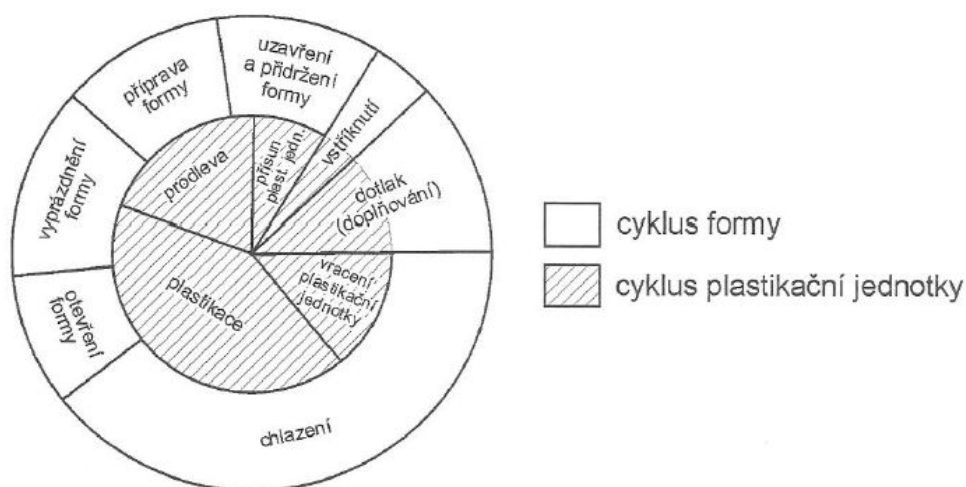 uzavření
a přidržení
formy
příprava
formy
vstříknutí
přísun
plast. jedn.
prodleva
dotlak
(doplňování)
vyprázdnění
formy
cyklus formy
vracení
plastikační
jednotky
cyklus plastikační jednotky
plastikace
otevření
formy
chlazení